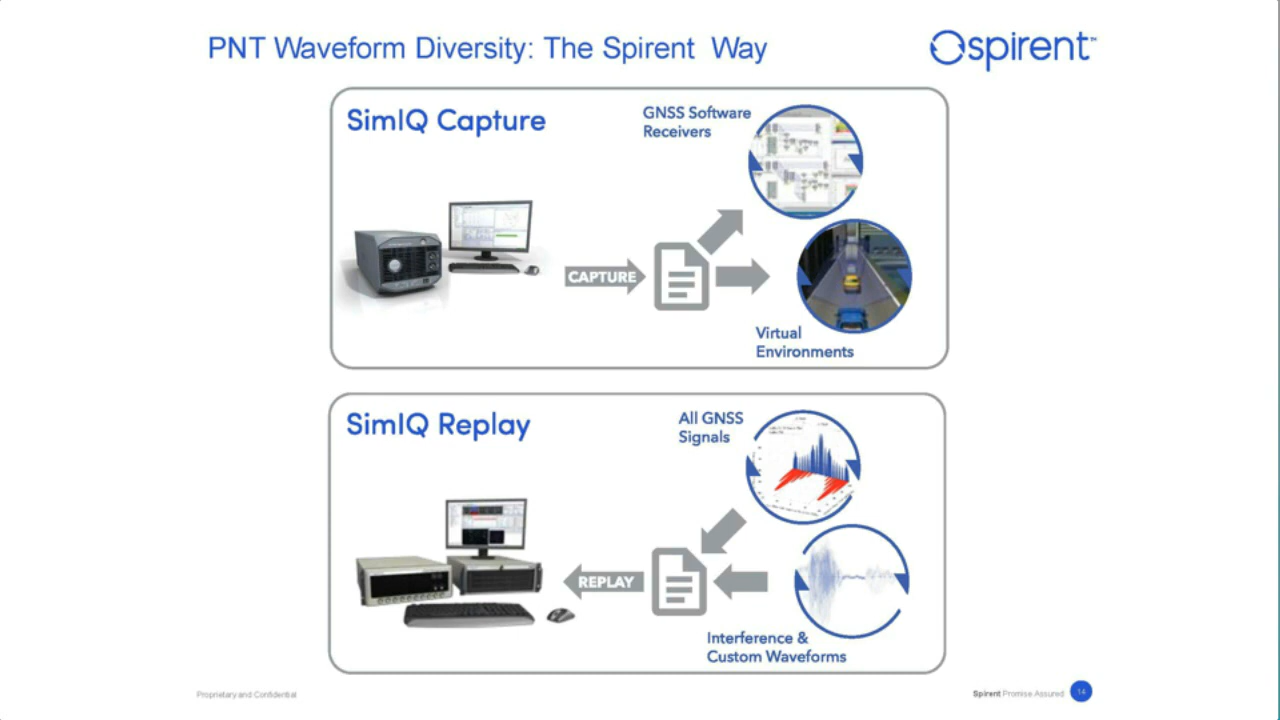 PNT Waveform Diversity: The Spirent Way
spirent™
SimIQ Capture
GNSS Software
Receivers
CAPTURE
Virtual
Environments
SimIQ Replay
All GNSS
Signals
REPLAY
Interference &
Custom Waveforms
Proprietary and Confidential
Spirent Promise Assured
14